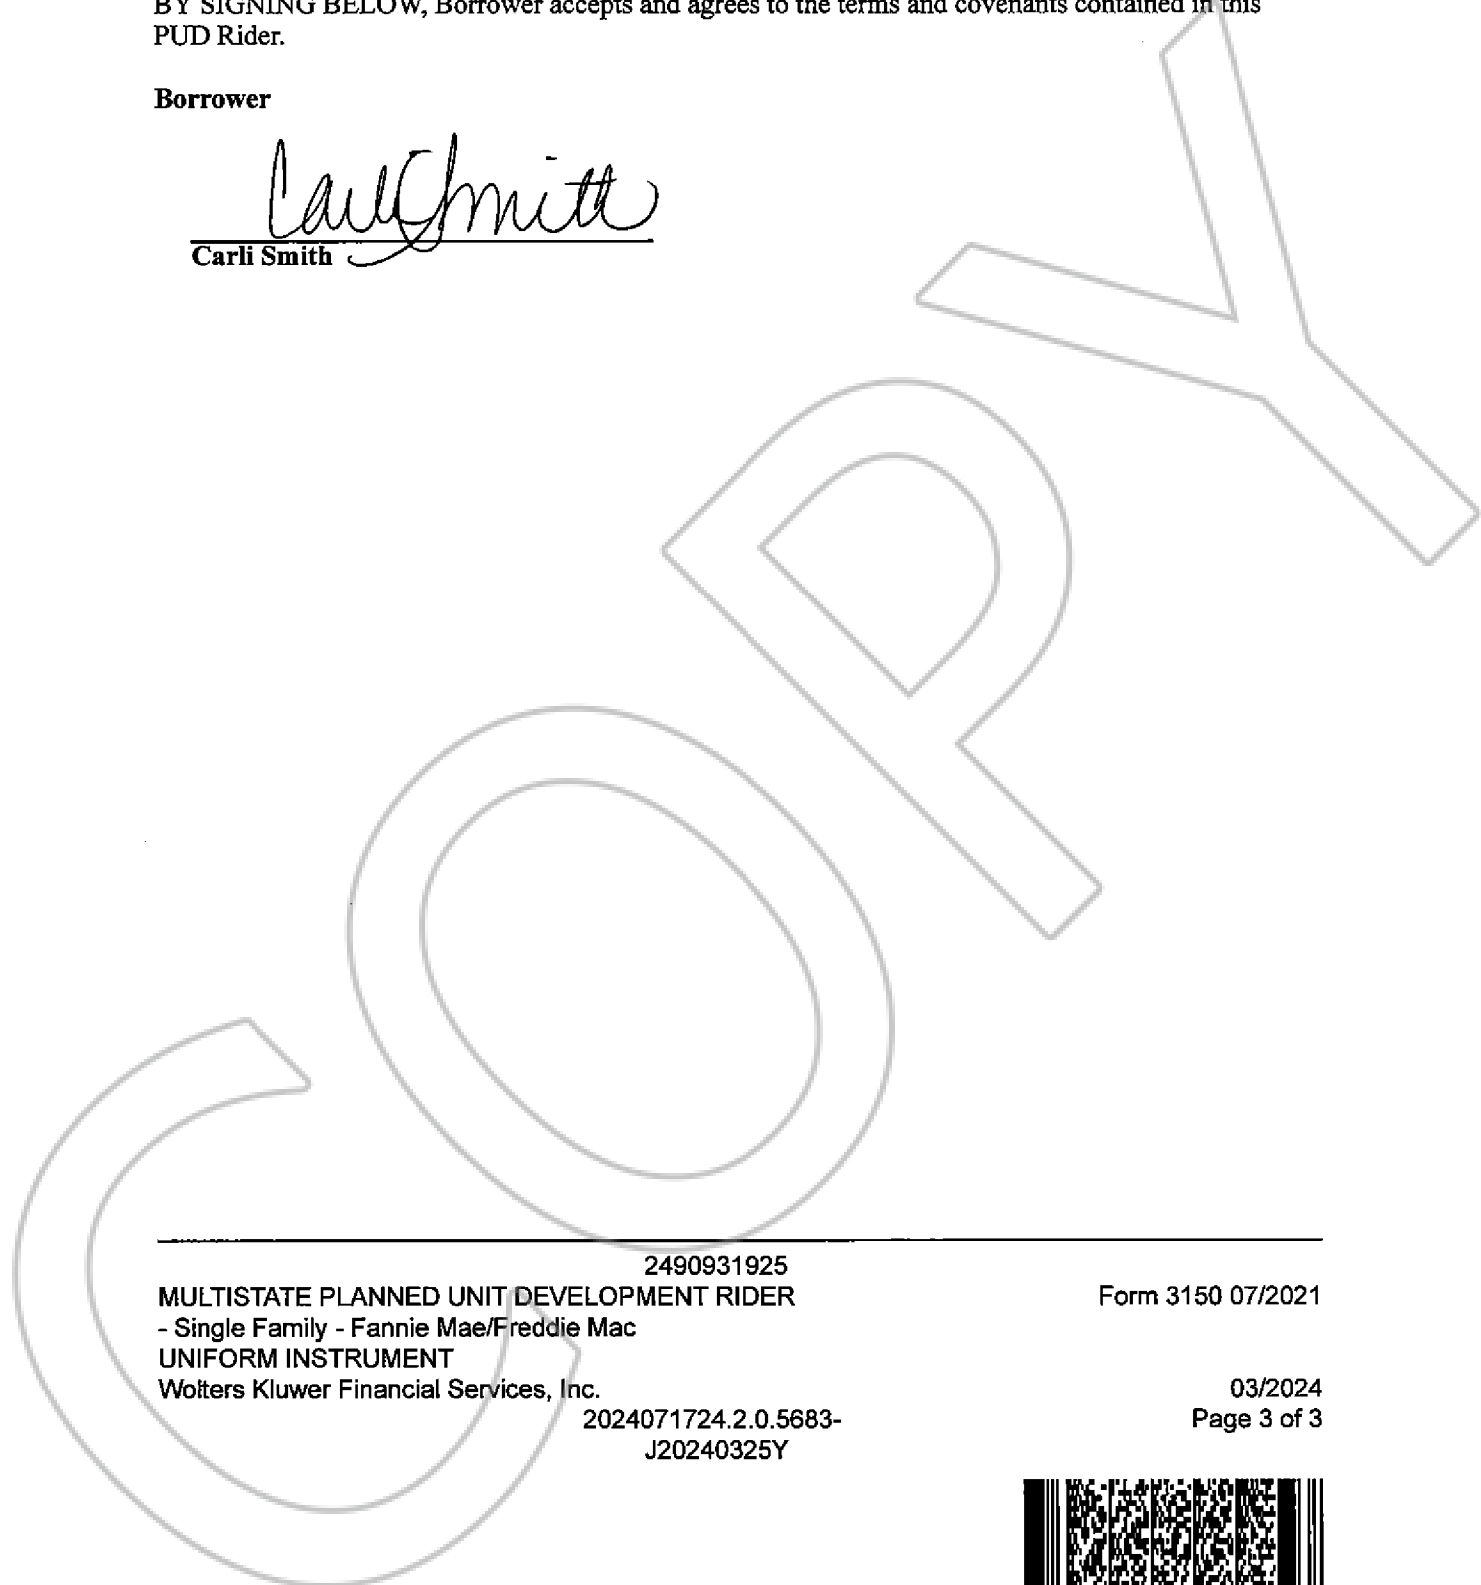 BY SIGNING BELOW, Borrower accepts and agrees to the terms and covenants contained in this
PUD Rider.
Borrower
Carli Smith
Carli Smith
COPY
2490931925
MULTISTATE PLANNED UNIT DEVELOPMENT RIDER
Form 3150 07/2021
- Single Family - Fannie Mae/Freddie Mac
UNIFORM INSTRUMENT
Wolters Kluwer Financial Services, Inc.
03/2024
2024071724.2.0.5683-
Page 3 of 3
J20240325Y